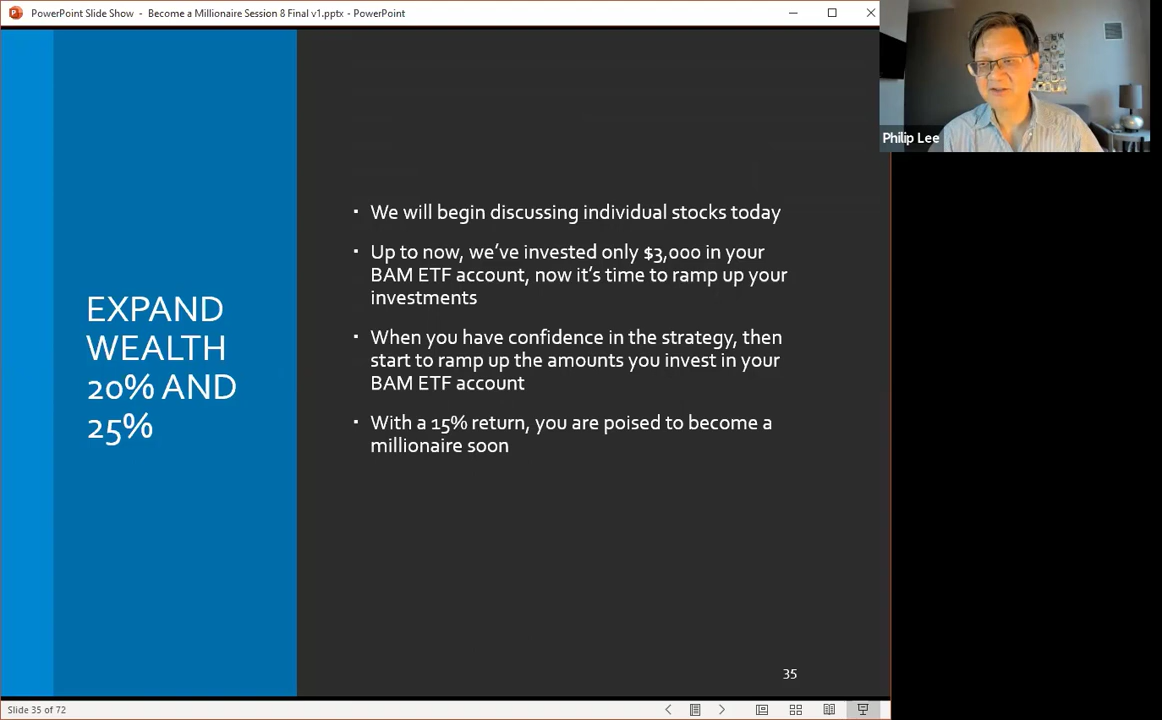 PowerPoint Slide Show - Become a Millionaire Session 8 Final v1.pptx - PowerPoint
Philip Lee
EXPAND
WEALTH
20% AND
25%
▪ We will begin discussing individual stocks today
▪ Up to now, we’ve invested only $3,000 in your
BAM ETF account, now it’s time to ramp up your
investments
▪ When you have confidence in the strategy, then
start to ramp up the amounts you invest in your
BAM ETF account
▪ With a 15% return, you are poised to become a
millionaire soon
35
Slide 35 of 72